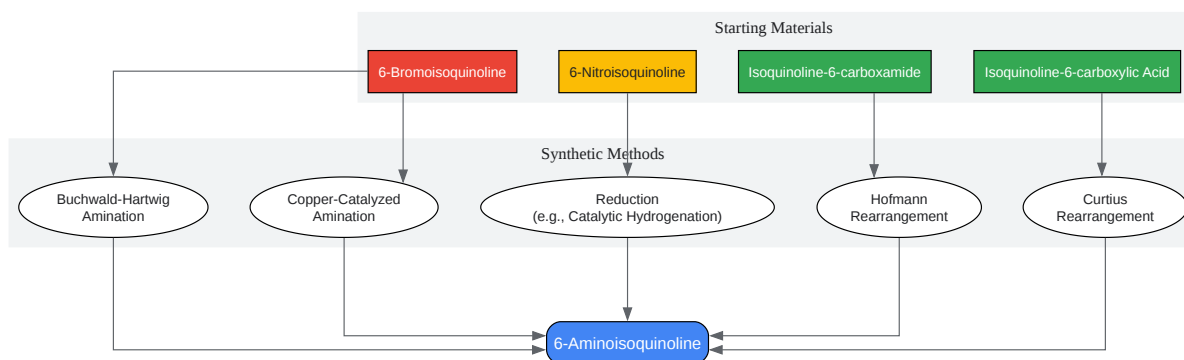 Starting Materials
6-Bromoisoquinoline
6-Nitroisoquinoline
Isoquinoline-6-carboxamide
Isoquinoline-6-carboxylic Acid
Synthetic Methods
Buchwald-Hartwig
Amination
Copper-Catalyzed
Amination
Reduction
(e.g., Catalytic Hydrogenation)
Hofmann
Rearrangement
Curtius
Rearrangement
6-Aminoisoquinoline